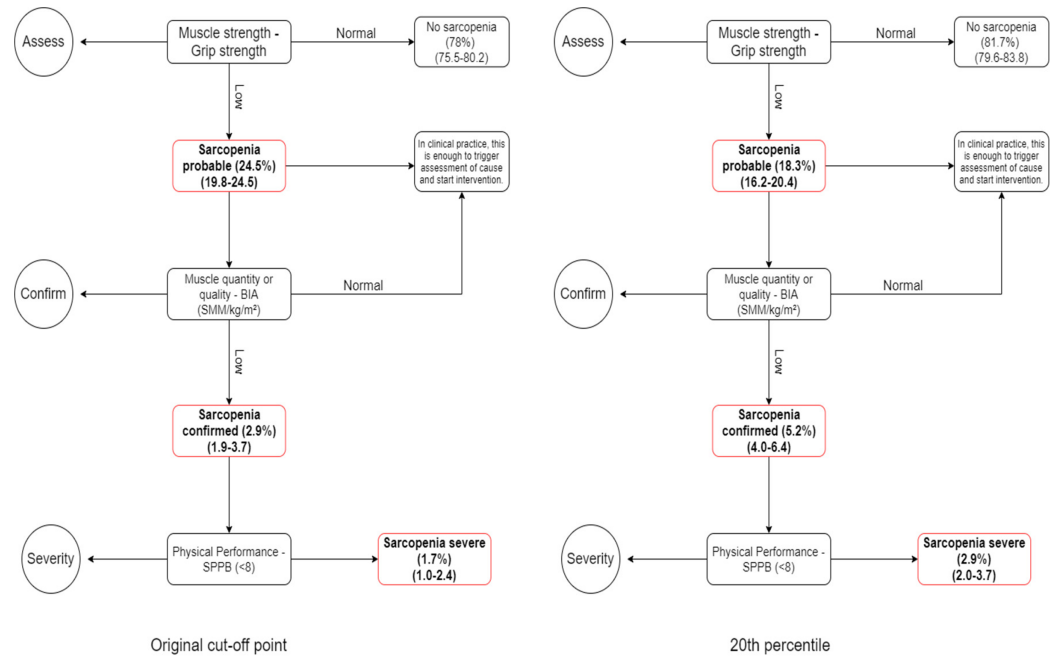 Assess
Muscle strength -
Grip strength
Normal
No sarcopenia
(78%)
(75.5-80.2)
Low
Sarcopenia
probable (24.5%)
(19.8-24.5)
In clinical practice, this
is enough to trigger
assessment of cause
and start intervention.
Confirm
Muscle quantity or
quality - BIA
(SMM/kg/m²)
Normal
Low
Sarcopenia
confirmed (2.9%)
(1.9-3.7)
Severity
Physical Performance -
SPPB (<8)
Sarcopenia severe
(1.7%)
(1.0-2.4)
Original cut-off point
Assess
Muscle strength -
Grip strength
Normal
No sarcopenia
(81.7%)
(79.6-83.8)
Low
Sarcopenia
probable (18.3%)
(16.2-20.4)
In clinical practice, this
is enough to trigger
assessment of cause
and start intervention.
Confirm
Muscle quantity or
quality - BIA
(SMM/kg/m²)
Normal
Low
Sarcopenia
confirmed (5.2%)
(4.0-6.4)
Severity
Physical Performance -
SPPB (<8)
Sarcopenia severe
(2.9%)
(2.0-3.7)
20th percentile